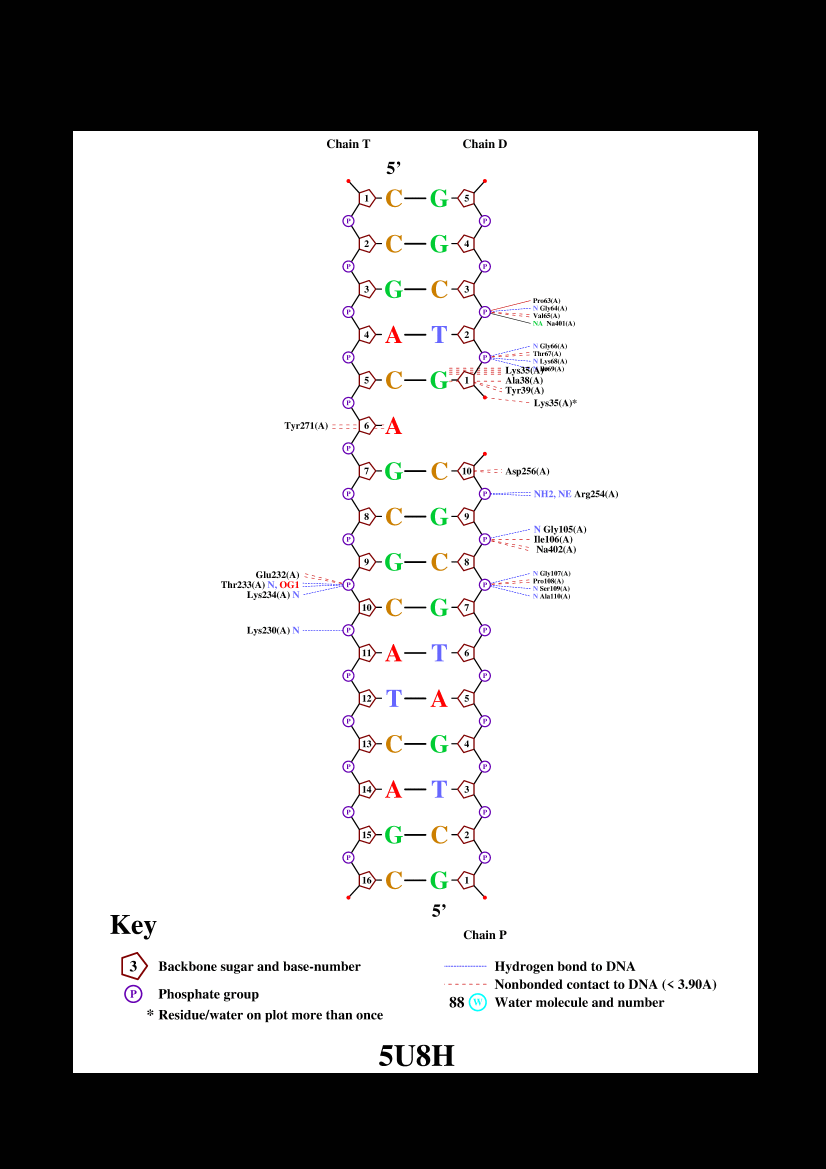 Chain T Chain D
5’
1 C G 5
P P
2 C G 4
P P
3 G C 3
Pro63(A)
P P N Gly64(A)
Val65(A)
NA Na401(A)
4 A T 2
N Gly66(A)
P P Thr67(A)
N Lys68(A)
Lys35(A)*
5 C G 1 Ala38(A)
Tyr39(A)
P Lys35(A)*
Tyr271(A) 6 A
P
7 G C 10 Asp256(A)
P P NH2, NE Arg254(A)
8 C G 9
N Gly105(A)
P P Ile106(A)
Na402(A)
9 G C 8
Glu232(A) N Gly107(A)
Thr233(A) N, OG1 P P Pro108(A)
N Ser109(A)
Lys234(A) N N Ala110(A)
10 C G 7
Lys230(A) N P P
11 A T 6
P P
12 T A 5
P P
13 C G 4
P P
14 A T 3
P P
15 G C 2
P P
16 C G 1
5’
Key
Chain P
3 Backbone sugar and base-number
P Phosphate group
* Residue/water on plot more than once
Hydrogen bond to DNA
Nonbonded contact to DNA (< 3.90A)
88 W Water molecule and number
5U8H